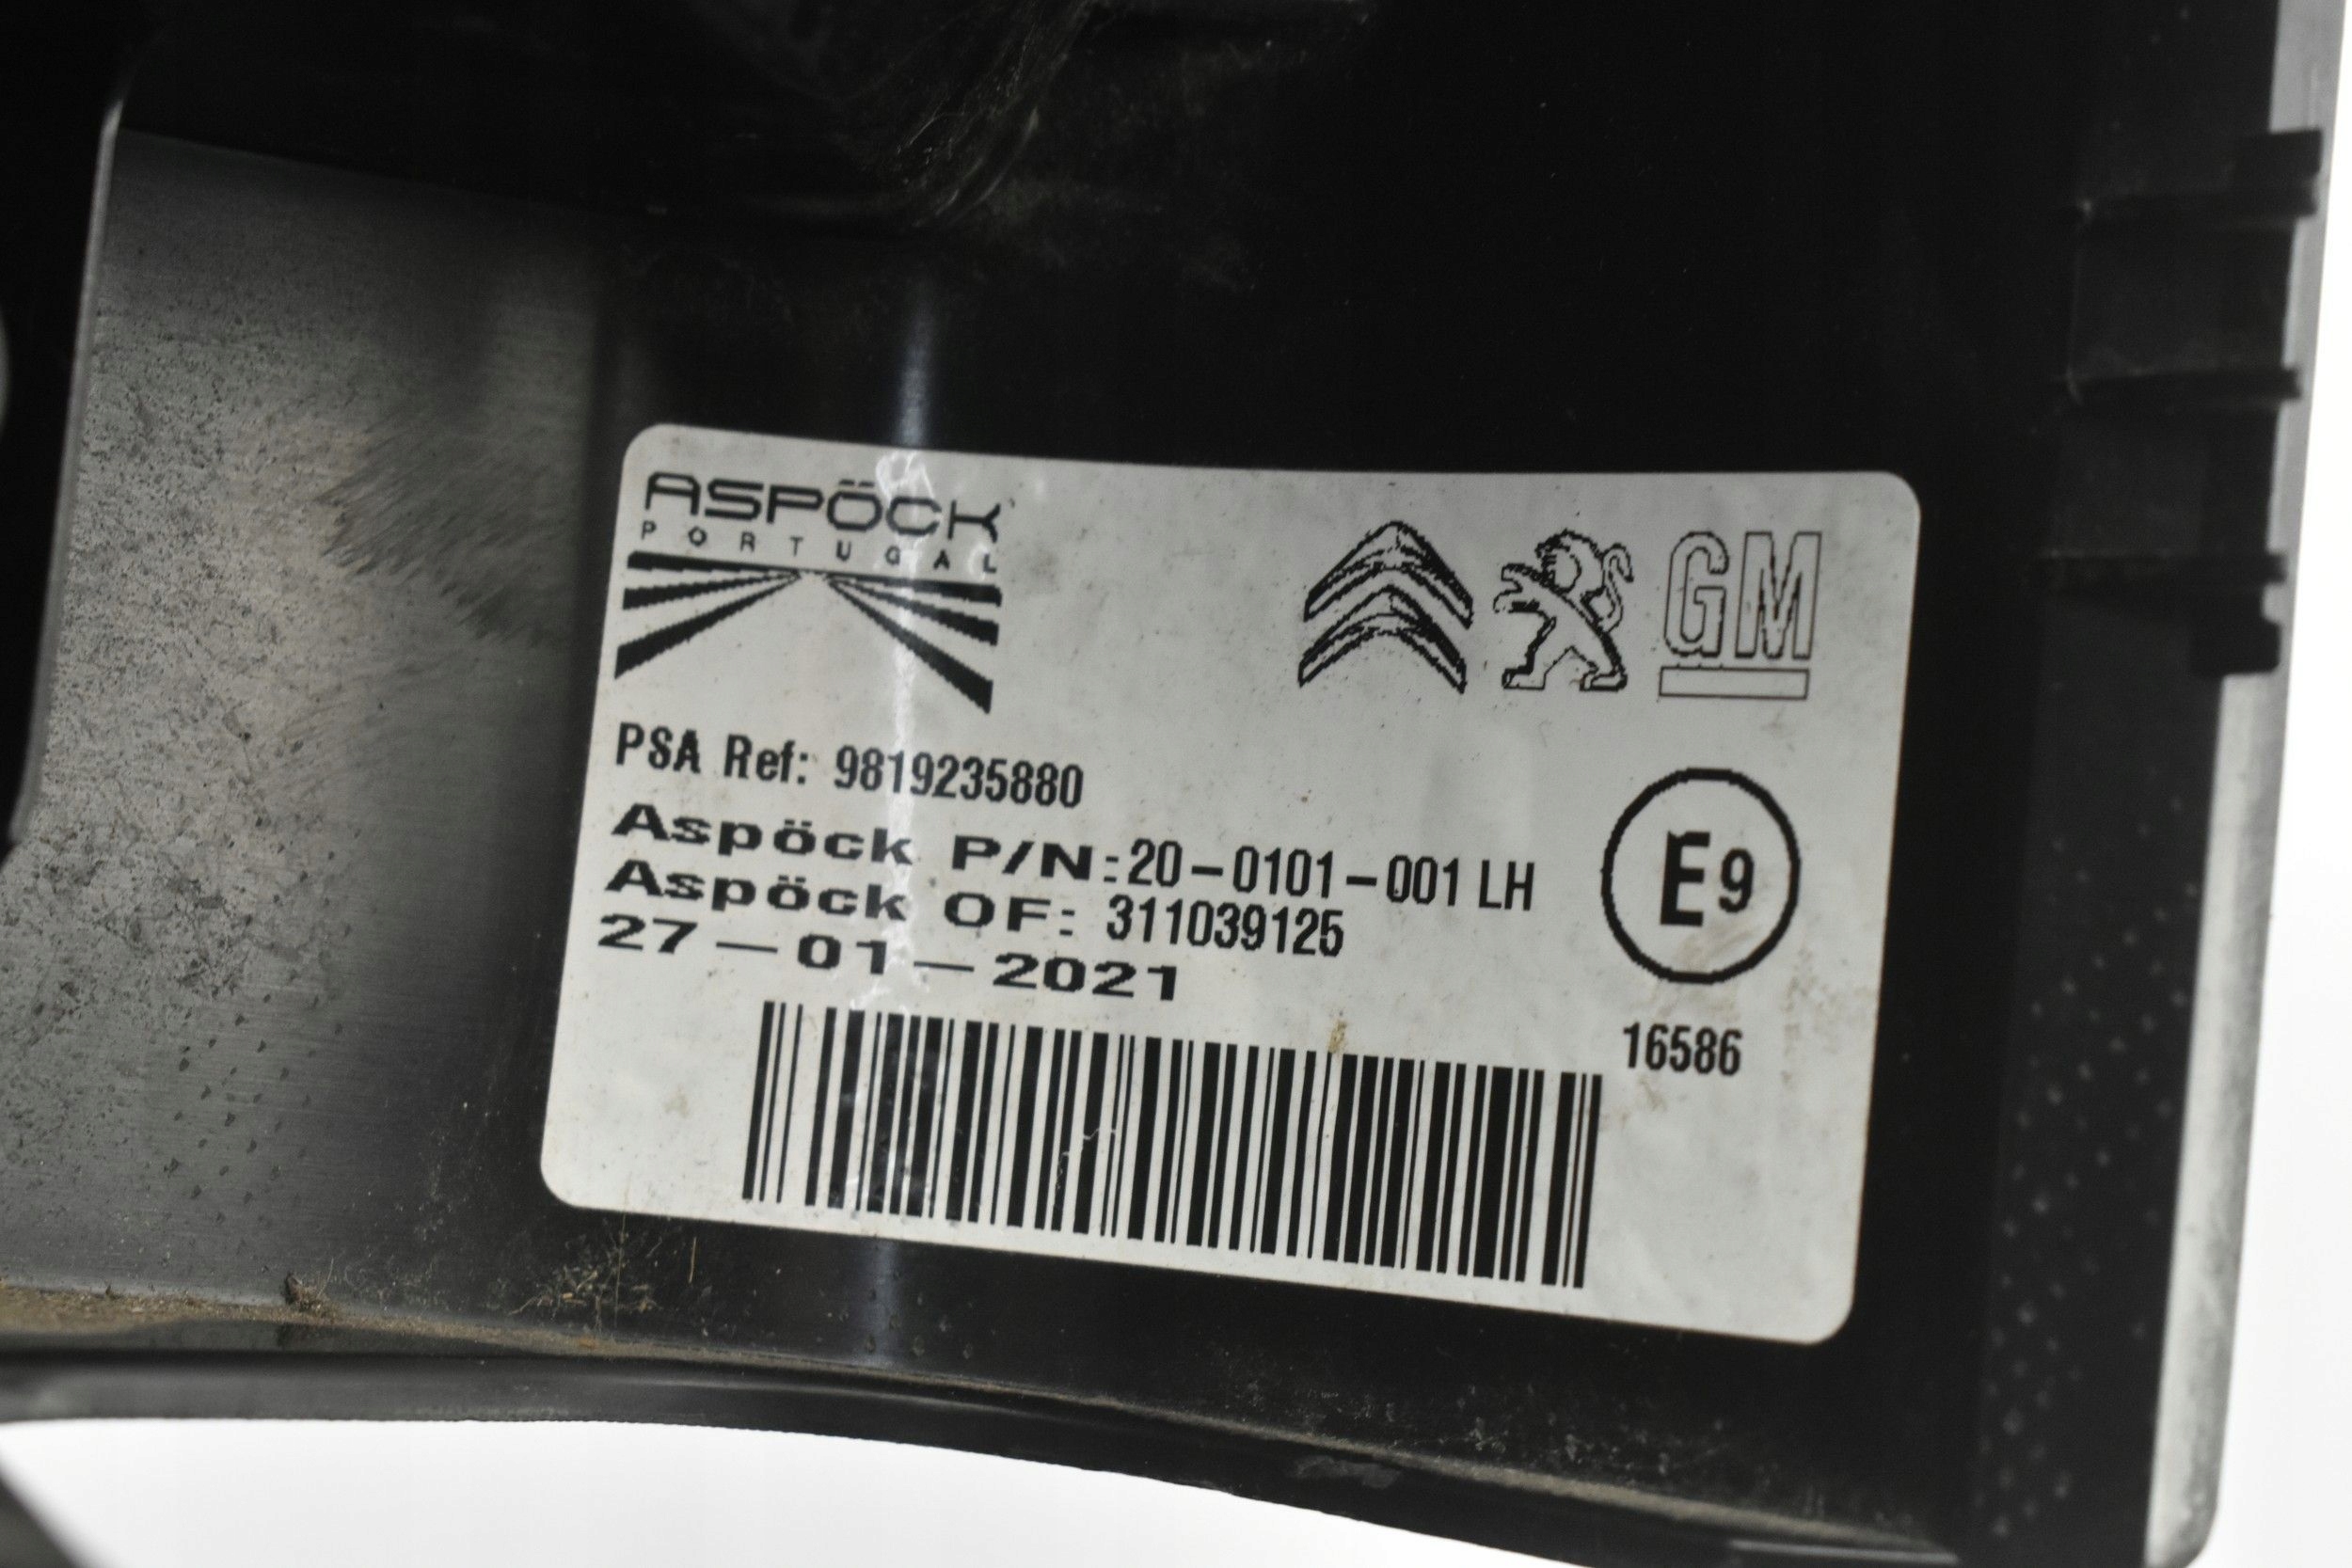 ASPÖCK
PORTUGAL
GM
PSA Ref: 9819235880
Aspöck P/N:20-0101-001 LH
Aspöck OF: 311039125
27-01-2021
E9
16586